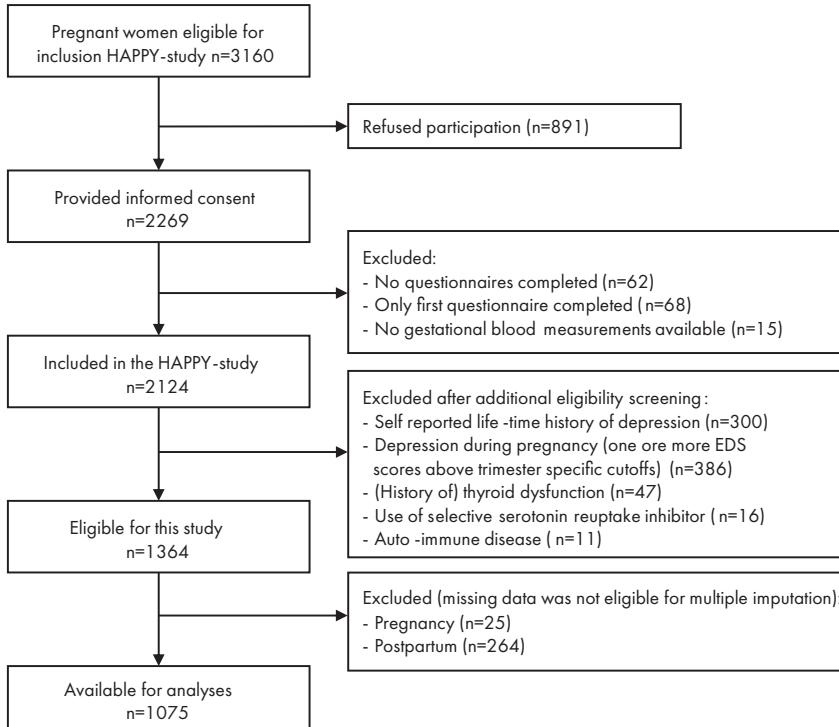 Pregnant women eligible for
inclusion HAPPY-study n=3160
Refused participation (n=891)
Provided informed consent
n=2269
Excluded:
- No questionnaires completed (n=62)
- Only first questionnaire completed (n=68)
- No gestational blood measurements available (n=15)
Included in the HAPPY-study
n=2124
Excluded after additional eligibility screening :
- Self reported life -time history of depression (n=300)
- Depression during pregnancy (one ore more EDS
scores above trimester specific cutoffs) (n=386)
- (History of) thyroid dysfunction (n=47)
- Use of selective serotonin reuptake inhibitor ( n=16)
- Auto -immune disease ( n=11)
Eligible for this study
n=1364
Excluded (missing data was not eligible for multiple imputation):
- Pregnancy (n=25)
- Postpartum (n=264)
Available for analyses
n=1075